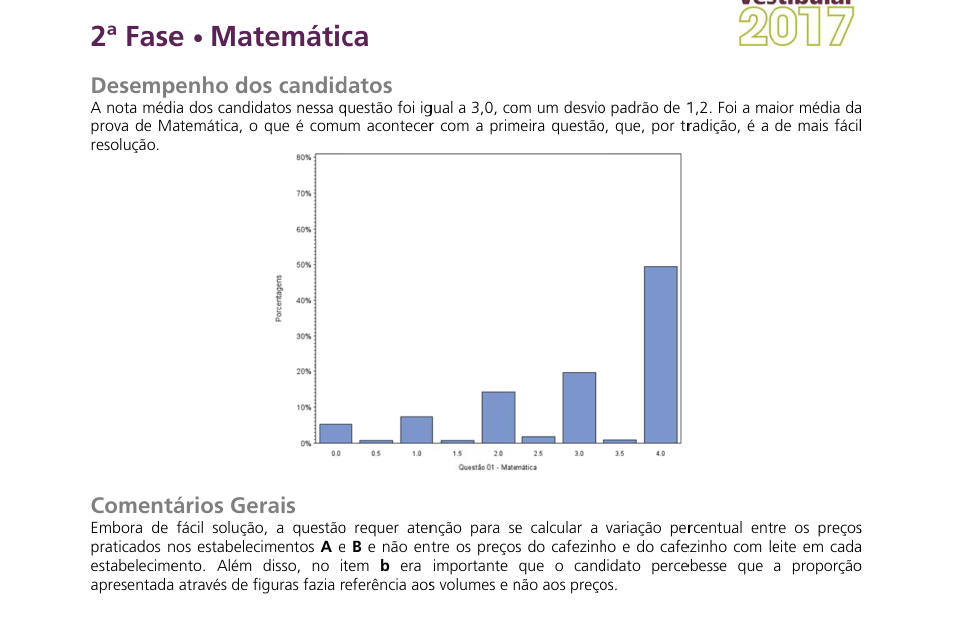 vestibular
2017
2ª Fase • Matemática
Desempenho dos candidatos
A nota média dos candidatos nessa questão foi igual a 3,0, com um desvio padrão de 1,2. Foi a maior média da
prova de Matemática, o que é comum acontecer com a primeira questão, que, por tradição, é a de mais fácil
resolução.
80%
70%
60%
50%
40%
30%
20%
10%
0%
Porcentagens
0.0 0.5 1.0 1.5 2.0 2.5 3.0 3.5 4.0
Questão 01 - Matemática
Comentários Gerais
Embora de fácil solução, a questão requer atenção para se calcular a variação percentual entre os preços
praticados nos estabelecimentos A e B e não entre os preços do cafezinho e do cafezinho com leite em cada
estabelecimento. Além disso, no item b era importante que o candidato percebesse que a proporção
apresentada através de figuras fazia referência aos volumes e não aos preços.